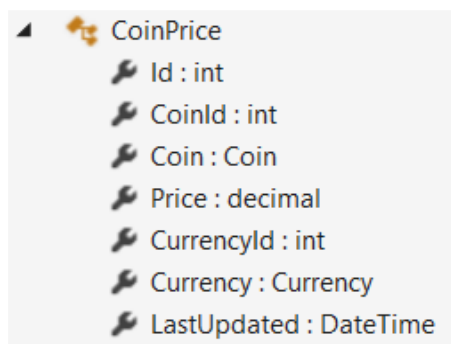 CoinPrice
Id : int
CoinId : int
Coin : Coin
Price : decimal
CurrencyId : int
Currency : Currency
LastUpdated : DateTime